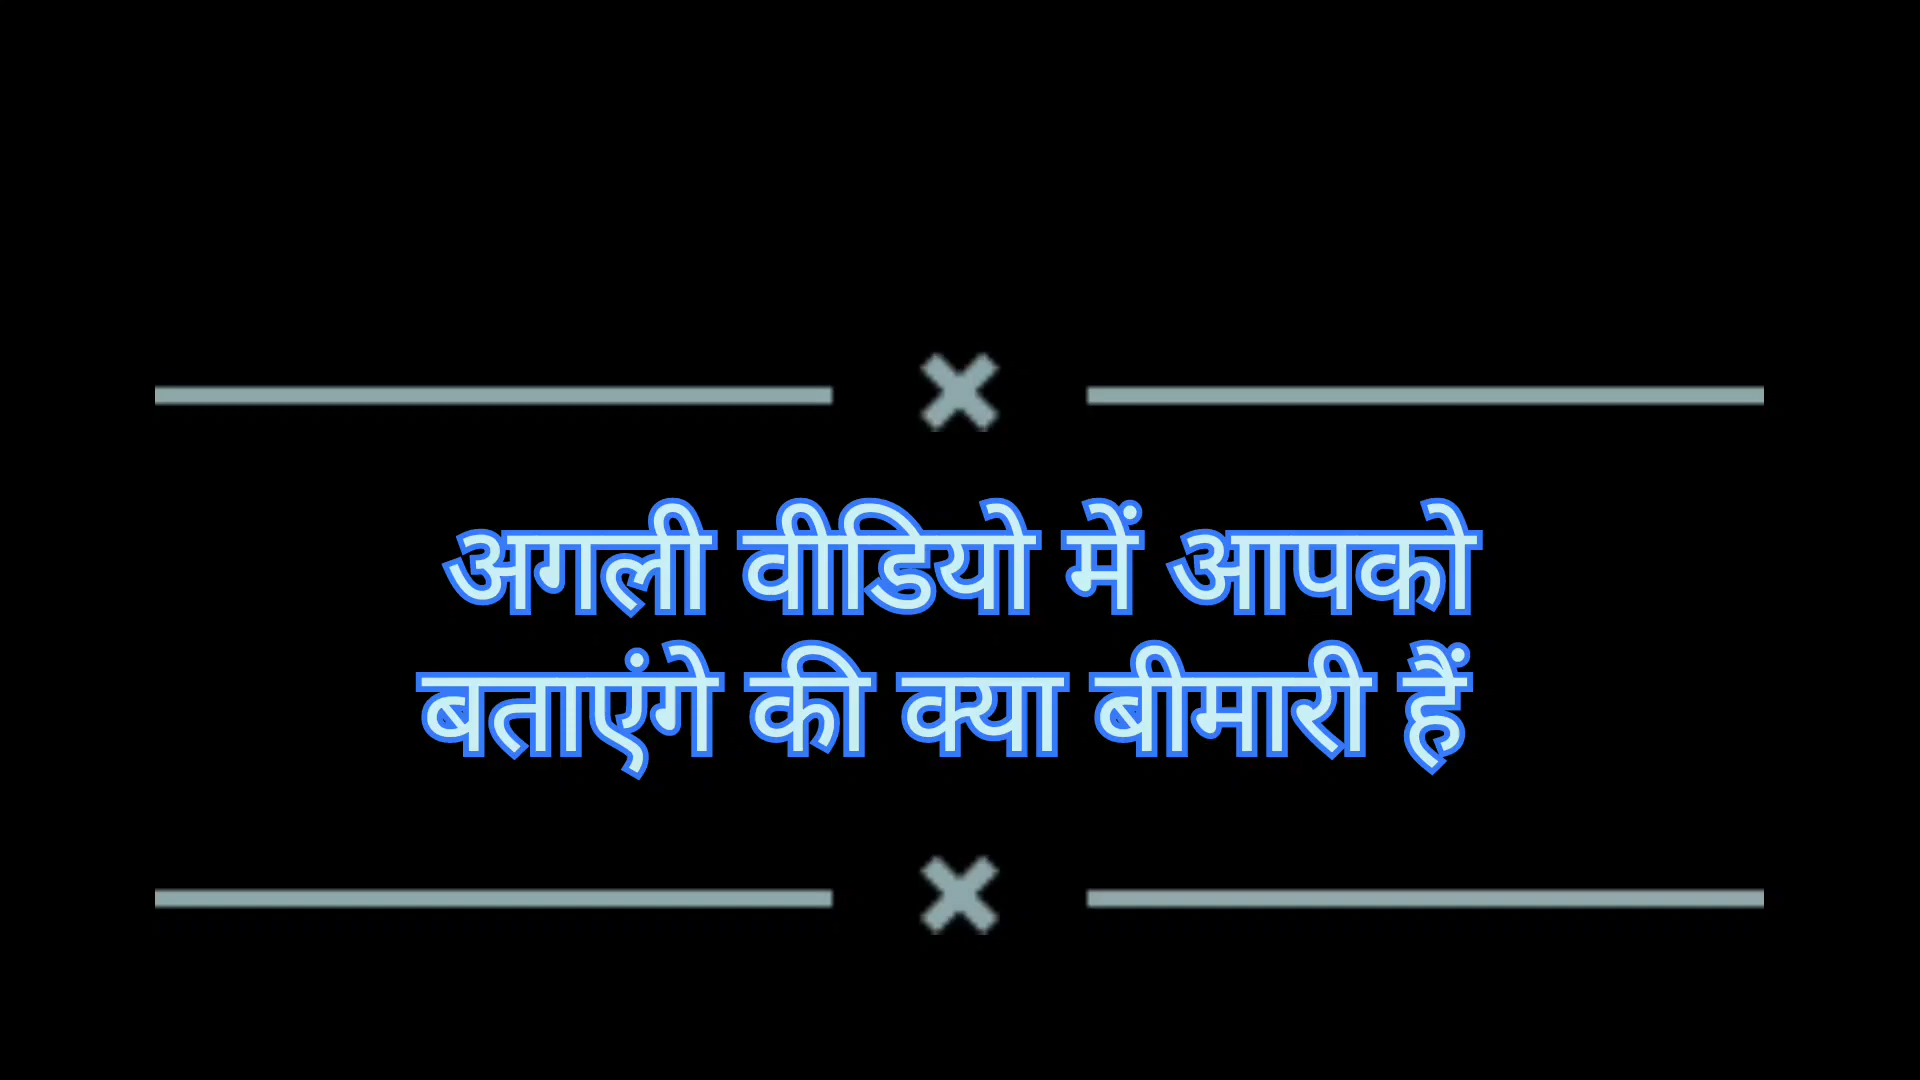 अगली वीडियो में आपको
बताएंगे की क्या बीमारी हैं